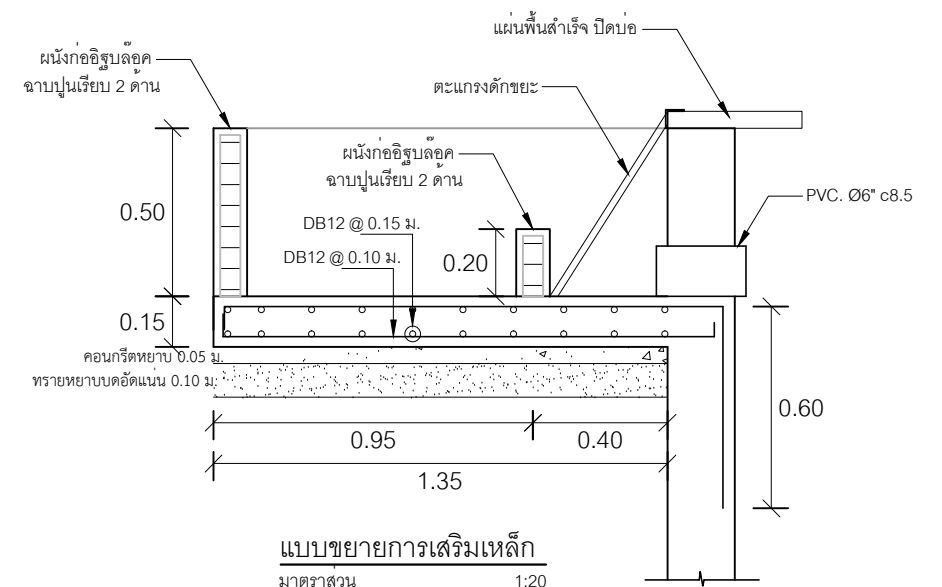 แผ่นพื้นสำเร็จ ปิดบ่อ
ผนังก่ออิฐบล๊อค
ฉาบปูนเรียบ 2 ด้าน
ตะแกรงดักขยะ
ผนังก่ออิฐบล๊อค
ฉาบปูนเรียบ 2 ด้าน
PVC. Ø6" c8.5
0.50
DB12 @ 0.15 ม.
DB12 @ 0.10 ม.
0.20
0.15
คอนกรีตหยาบ 0.05 ม.
ทรายหยาบบดอัดแน่น 0.10 ม.
0.60
0.95
0.40
1.35
แบบขยายการเสริมเหล็ก
มาตราส่วน 1:20